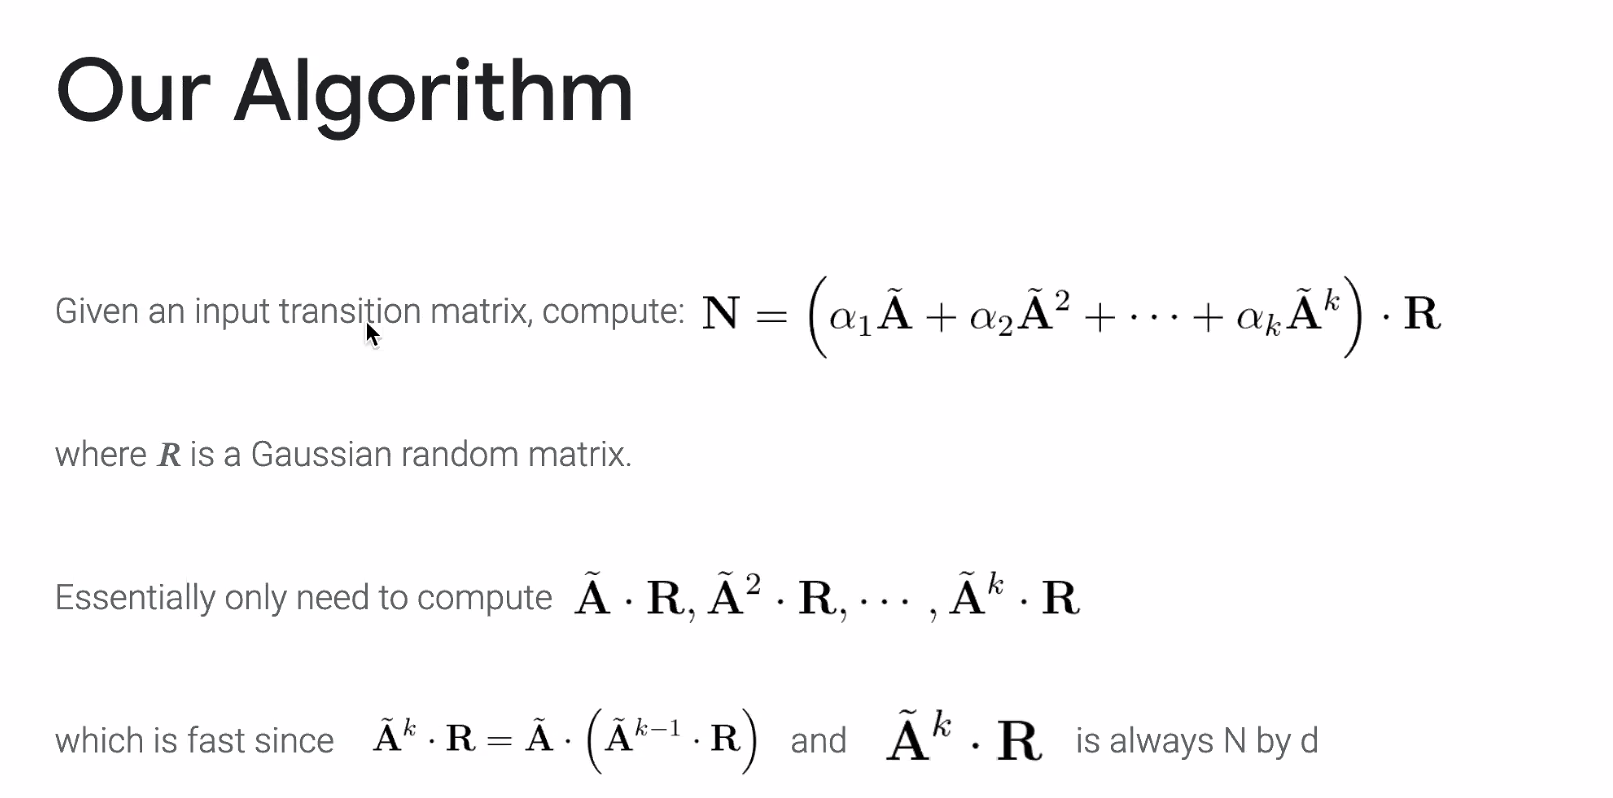 Our Algorithm
Given an input transition matrix, compute: $\mathbf{N} = \left(\alpha_1 \tilde{\mathbf{A}} + \alpha_2 \tilde{\mathbf{A}}^2 + \cdots + \alpha_k \tilde{\mathbf{A}}^k\right) \cdot \mathbf{R}$
where R is a Gaussian random matrix.
Essentially only need to compute $\tilde{\mathbf{A}} \cdot \mathbf{R}, \tilde{\mathbf{A}}^2 \cdot \mathbf{R}, \cdots, \tilde{\mathbf{A}}^k \cdot \mathbf{R}$
which is fast since $\tilde{\mathbf{A}}^k \cdot \mathbf{R} = \tilde{\mathbf{A}} \cdot \left(\tilde{\mathbf{A}}^{k-1} \cdot \mathbf{R}\right)$ and $\tilde{\mathbf{A}}^k \cdot \mathbf{R}$ is always N by d